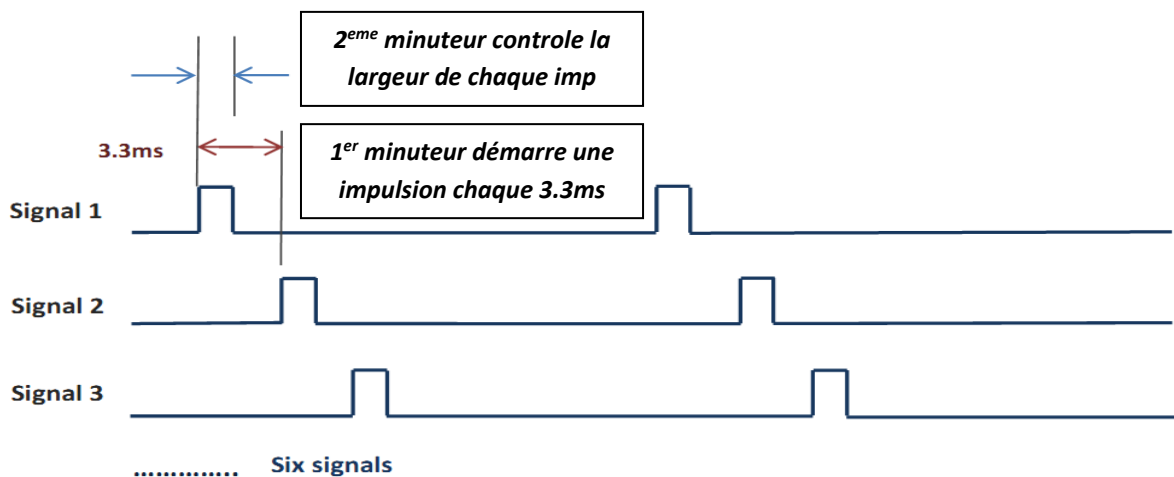 2eme minuteur controle la
largeur de chaque imp
3.3ms
1er minuteur démarre une
impulsion chaque 3.3ms
Signal 1
Signal 2
Signal 3
………….. Six signals